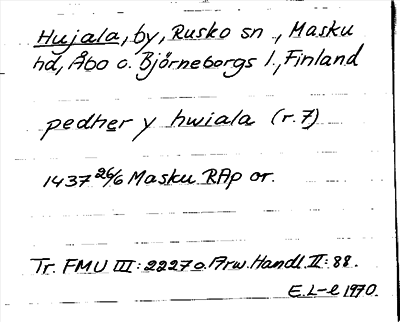 Hujala, by, Rusko sn., Masku
hd, Åbo o. Björneborgs l., Finland
pedher y hwiala (r. 7)
1437 26/6 Masku RAp or.
Tr. FMU III: 2227 o. Arw. Handl. II: 88.
E. L-e 1970.